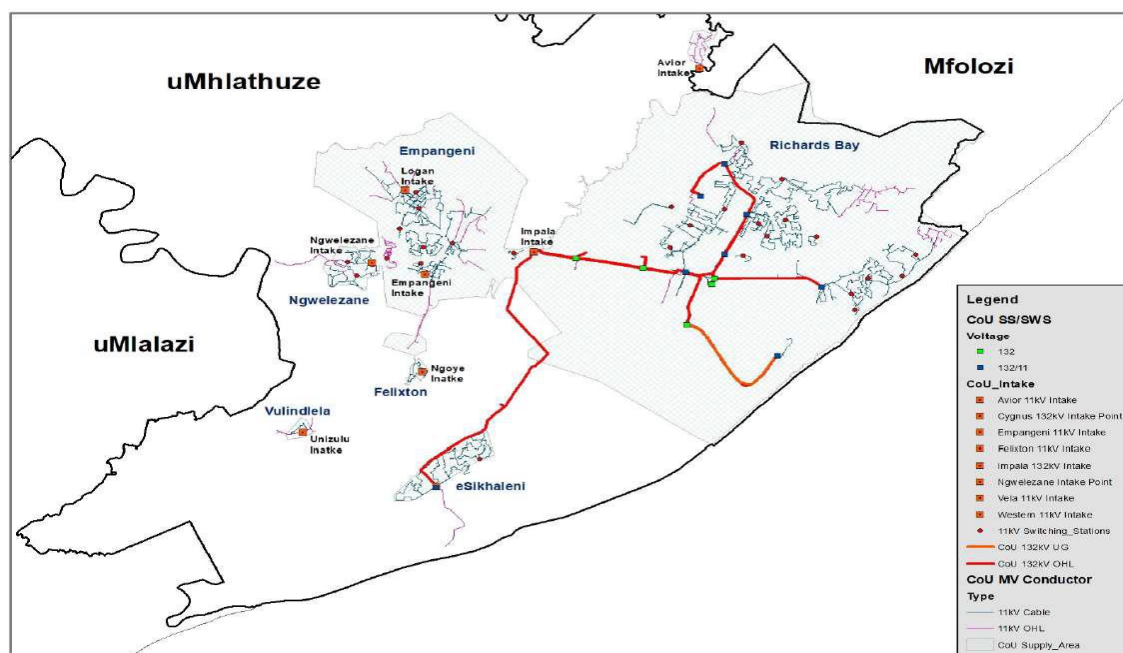 uMhlathuze
Mfolozi
Avior
Intake
Empangeni
Logan
Intake
Richards Bay
Impala
Intake
Ngwelezane
Intake
Ngwelezane
Empangeni
Intake
uMlalazi
Ngoye
Inatke
Felixton
Vulindlela
Unizulu
Inatke
eSikhaleni
Legend
CoU SS/SWS
Voltage
132
132/11
CoU_Intake
Avior 11kV Intake
Cygnus 132kV Intake Point
Empangeni 11kV Intake
Felixton 11kV Intake
Impala 132kV Intake
Ngwelezane Intake Point
Vela 11kV Intake
Western 11kV Intake
11kV Switching_Stations
CoU 132kV UG
CoU 132kV OHL
CoU MV Conductor
Type
11kV Cable
11kV OHL
CoU Supply_Area